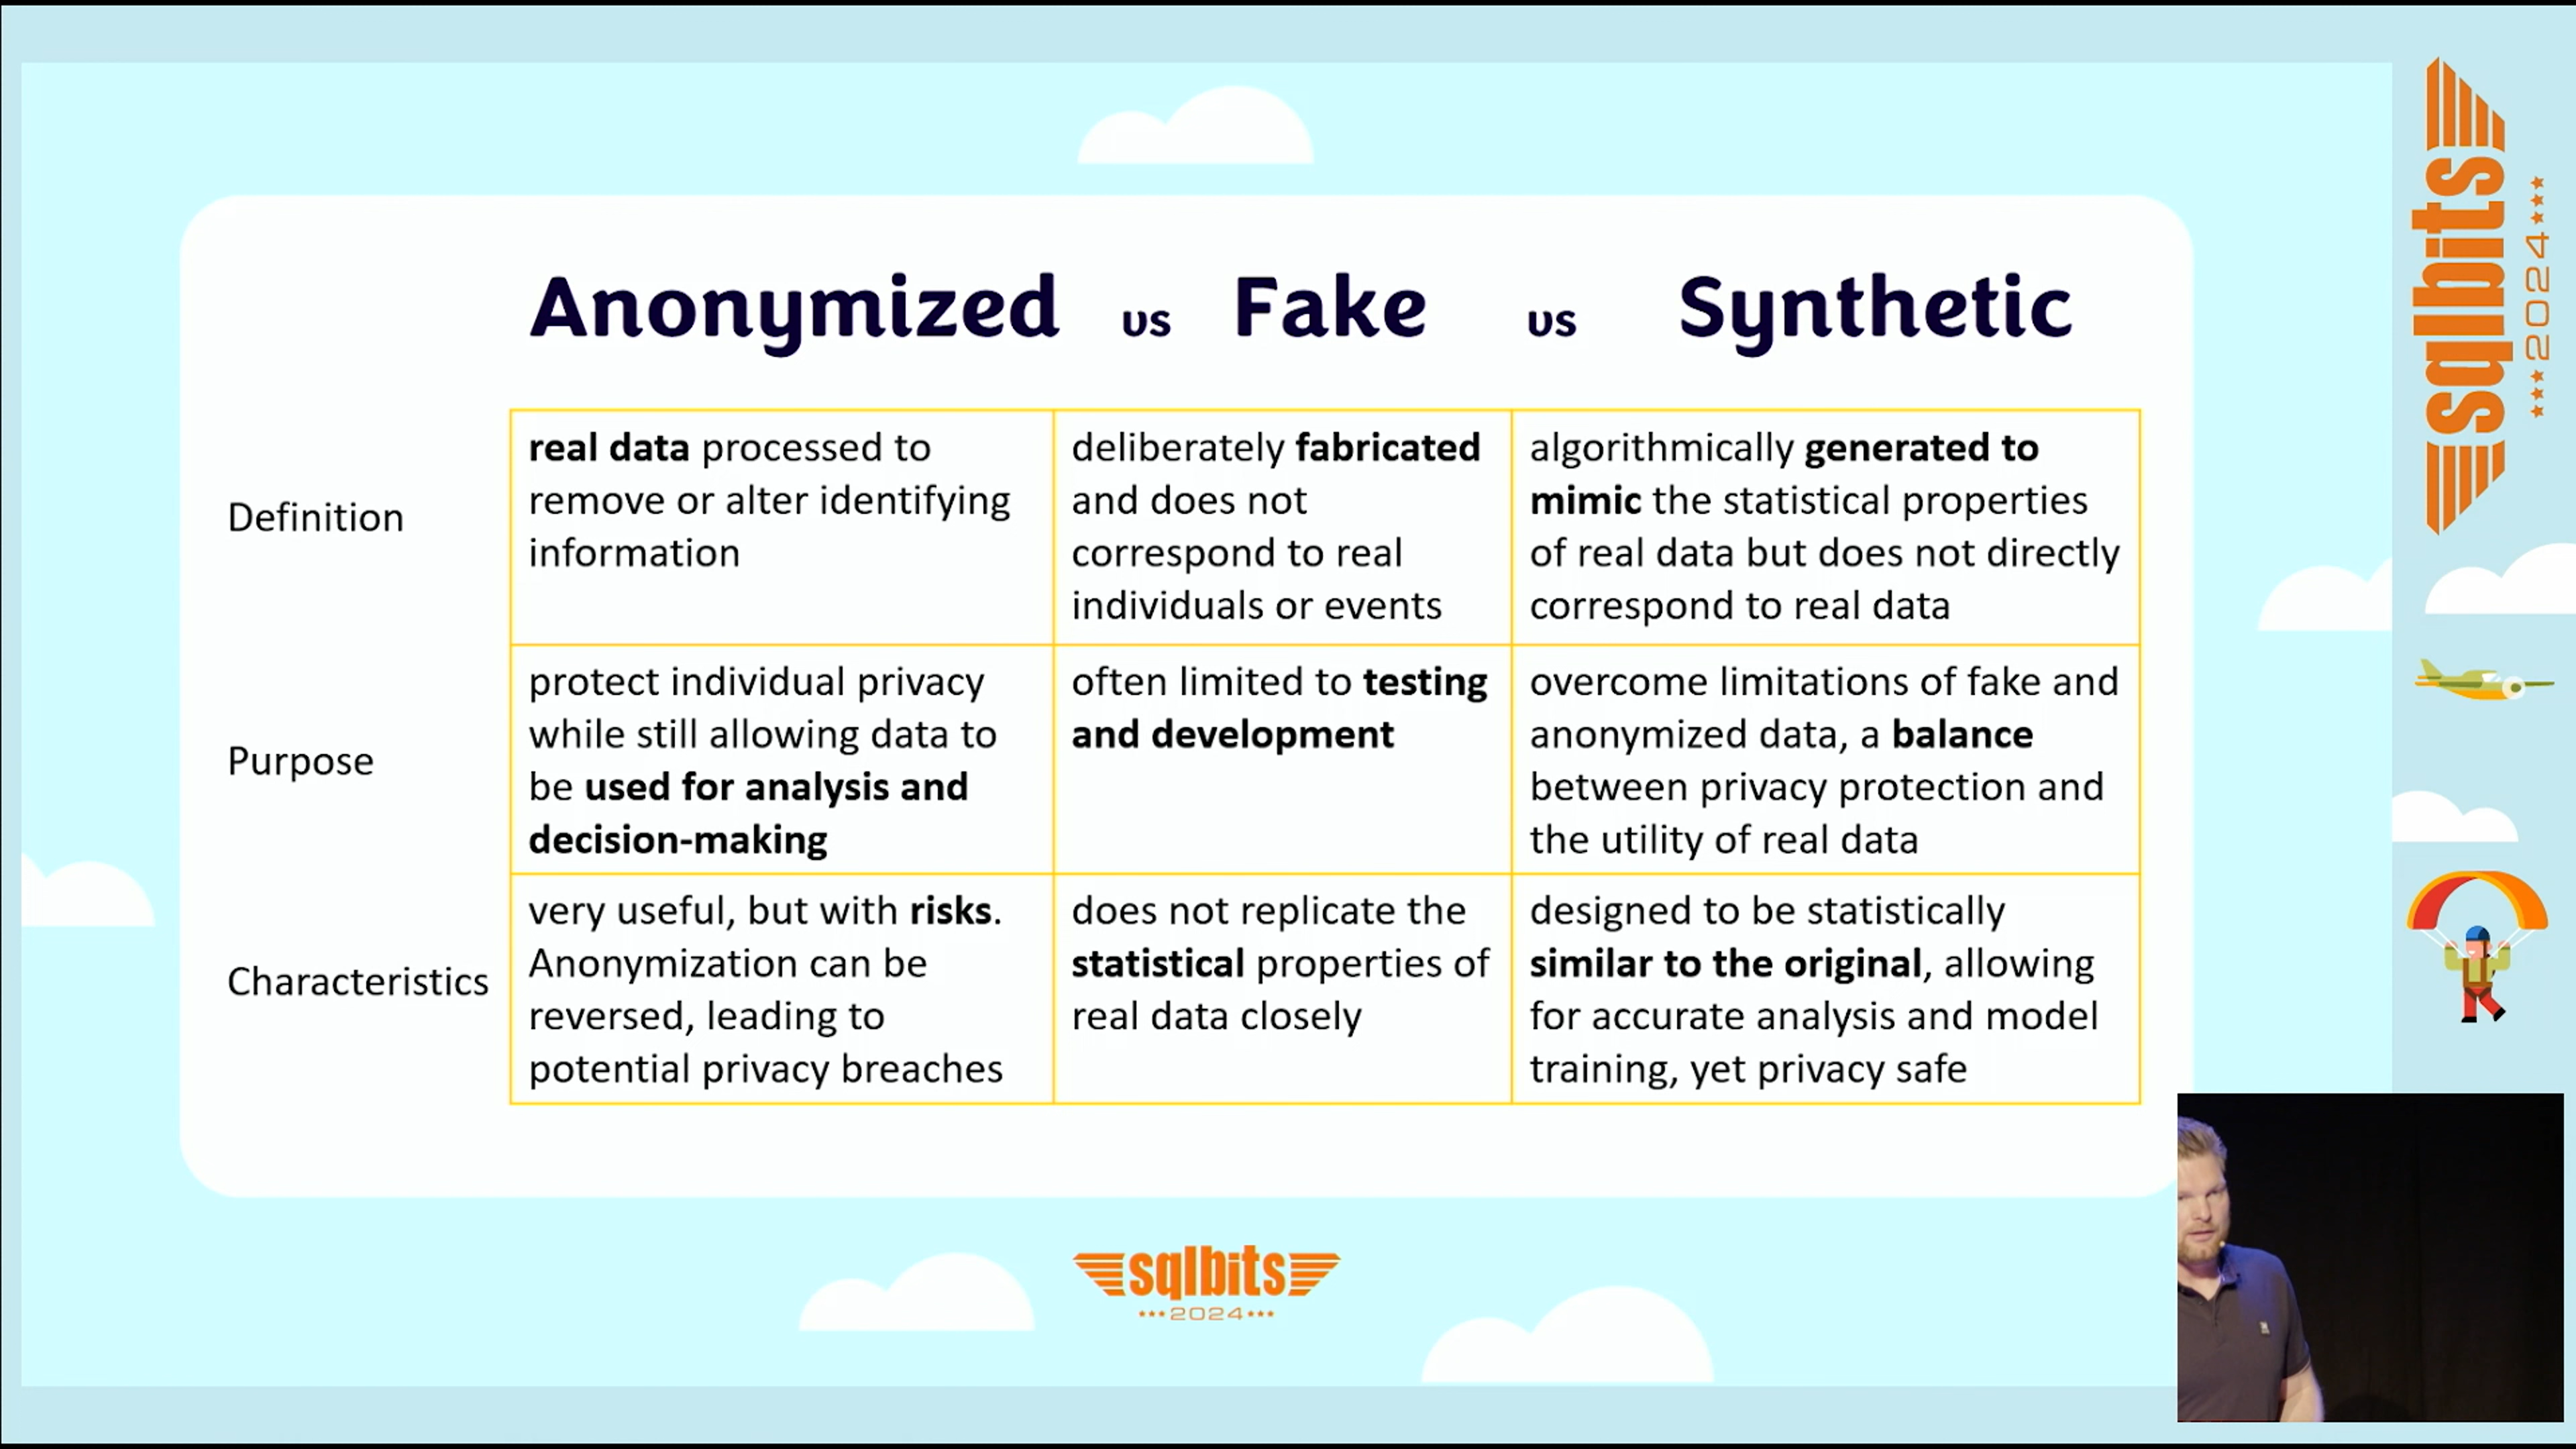 Anonymized vs Fake vs Synthetic
Definition
real data processed to
remove or alter identifying
information
deliberately fabricated
and does not
correspond to real
individuals or events
algorithmically generated to
mimic the statistical properties
of real data but does not directly
correspond to real data
Purpose
protect individual privacy
while still allowing data to
be used for analysis and
decision-making
often limited to testing
and development
overcome limitations of fake and
anonymized data, a balance
between privacy protection and
the utility of real data
Characteristics
very useful, but with risks.
Anonymization can be
reversed, leading to
potential privacy breaches
does not replicate the
statistical properties of
real data closely
designed to be statistically
similar to the original, allowing
for accurate analysis and model
training, yet privacy safe
sqlbits
2024
sqlbits
2024